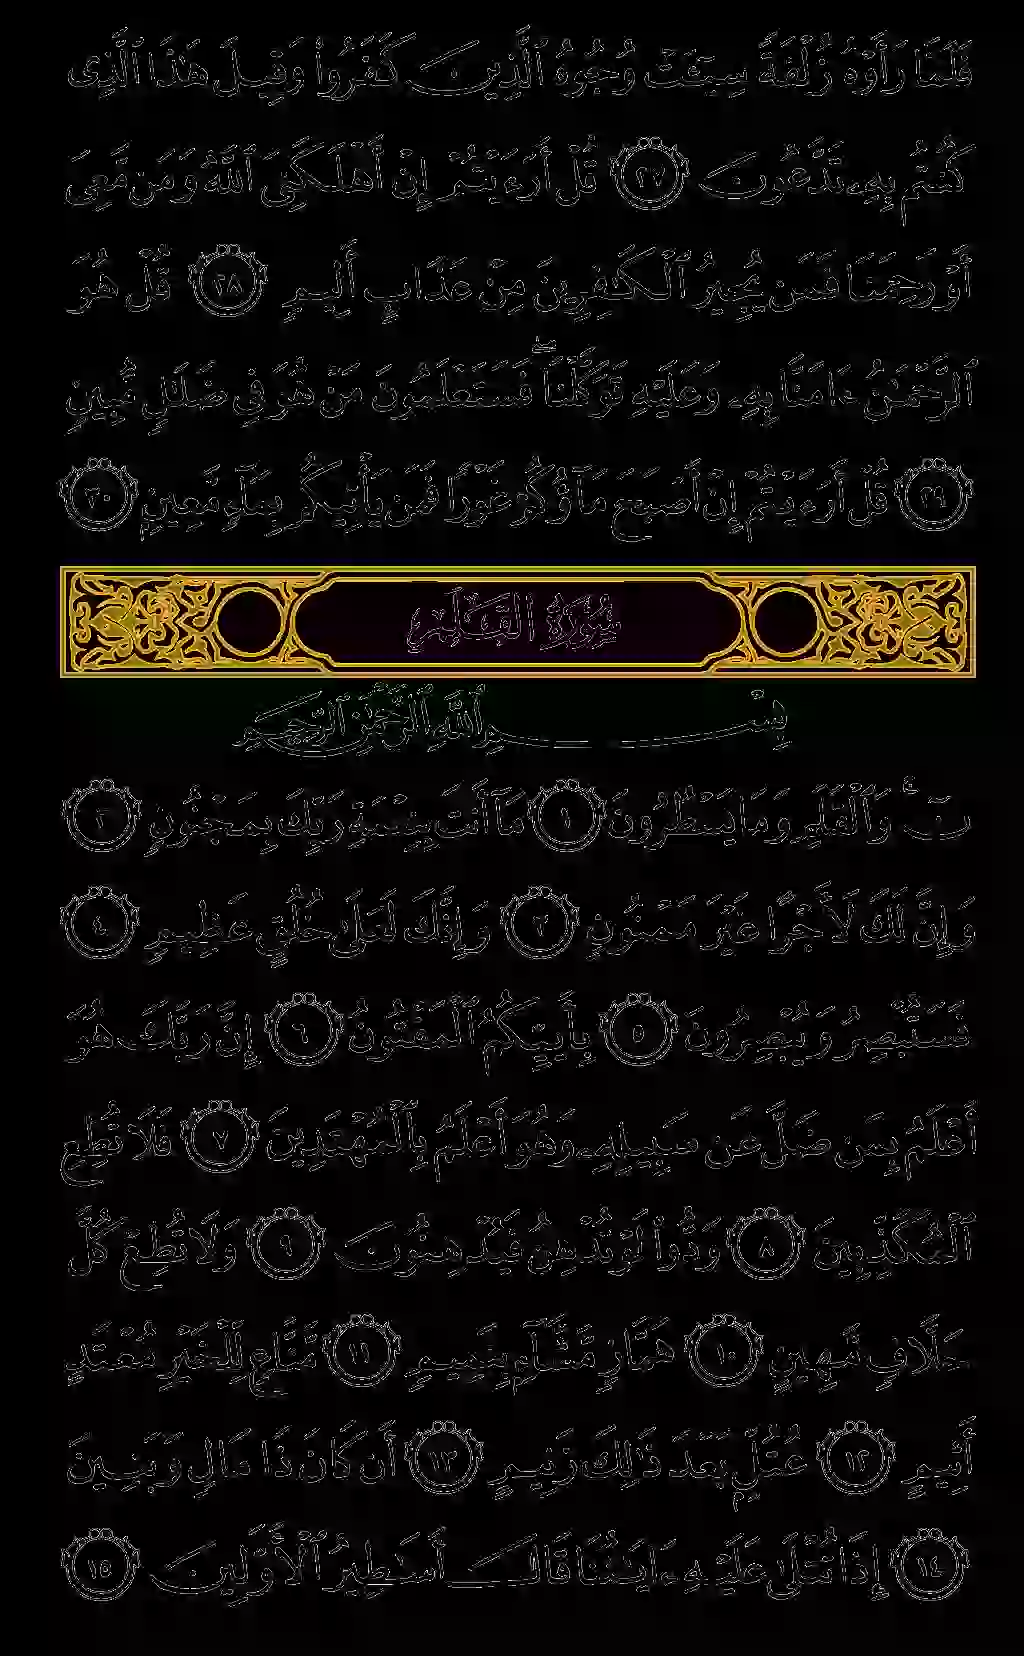 فَلَمَّا رَأَوْهُ زُلْفَةً سِيٓـَٔتْ وُجُوهُ ٱلَّذِينَ كَفَرُوا۟ وَقِيلَ هَٰذَا ٱلَّذِى
كُنتُم بِهِۦ تَدَّعُونَ ٢٧ قُلْ أَرَءَيْتُمْ إِنْ أَهْلَكَنِىَ ٱللَّهُ وَمَن مَّعِىَ
أَوْ رَحِمَنَا فَمَن يُجِيرُ ٱلْكَٰفِرِينَ مِنْ عَذَابٍ أَلِيمٍ ٢٨ قُلْ هُوَ
ٱلرَّحْمَٰنُ ءَامَنَّا بِهِۦ وَعَلَيْهِ تَوَكَّلْنَا ۖ فَسَتَعْلَمُونَ مَنْ هُوَ فِى ضَلَٰلٍ مُّبِينٍ
٢٩ قُلْ أَرَءَيْتُمْ إِنْ أَصْبَحَ مَآؤُكُمْ غَوْرًا فَمَن يَأْتِيكُم بِمَآءٍ مَّعِينٍۭ ٣٠
سُورَةُ القَلَمِ
بِسْمِ ٱللَّهِ ٱلرَّحْمَٰنِ ٱلرَّحِيمِ
نٓ ۚ وَٱلْقَلَمِ وَمَا يَسْطُرُونَ ١ مَآ أَنتَ بِنِعْمَةِ رَبِّكَ بِمَجْنُونٍ ٢
وَإِنَّ لَكَ لَأَجْرًا غَيْرَ مَمْنُونٍ ٣ وَإِنَّكَ لَعَلَىٰ خُلُقٍ عَظِيمٍ ٤
فَسَتُبْصِرُ وَيُبْصِرُونَ ٥ بِأَييِّكُمُ ٱلْمَفْتُونُ ٦ إِنَّ رَبَّكَ هُوَ
أَعْلَمُ بِمَن ضَلَّ عَن سَبِيلِهِۦ وَهُوَ أَعْلَمُ بِٱلْمُهْتَدِينَ ٧ فَلَا تُطِعِ
ٱلْمُكَذِّبِينَ ٨ وَدُّوا۟ لَوْ تُدْهِنُ فَيُدْهِنُونَ ٩ وَلَا تُطِعْ كُلَّ
حَلَّافٍ مَّهِينٍ ١٠ هَمَّازٍ مَّشَّآءٍۭ بِنَمِيمٍ ١١ مَّنَّاعٍ لِّلْخَيْرِ مُعْتَدٍ
أَثِيمٍ ١٢ عُتُلٍّۭ بَعْدَ ذَٰلِكَ زَنِيمٍ ١٣ أَن كَانَ ذَا مَالٍ وَبَنِينَ
١٤ إِذَا تُتْلَىٰ عَلَيْهِ ءَايَٰتُنَا قَالَ أَسَٰطِيرُ ٱلْأَوَّلِينَ ١٥